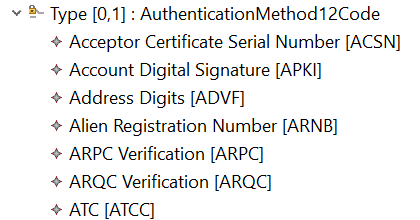 Type [0,1] : AuthenticationMethod12Code
Acceptor Certificate Serial Number [ACSN]
Account Digital Signature [APKI]
Address Digits [ADVF]
Alien Registration Number [ARNB]
ARPC Verification [ARPC]
ARQC Verification [ARQC]
ATC [ATCC]